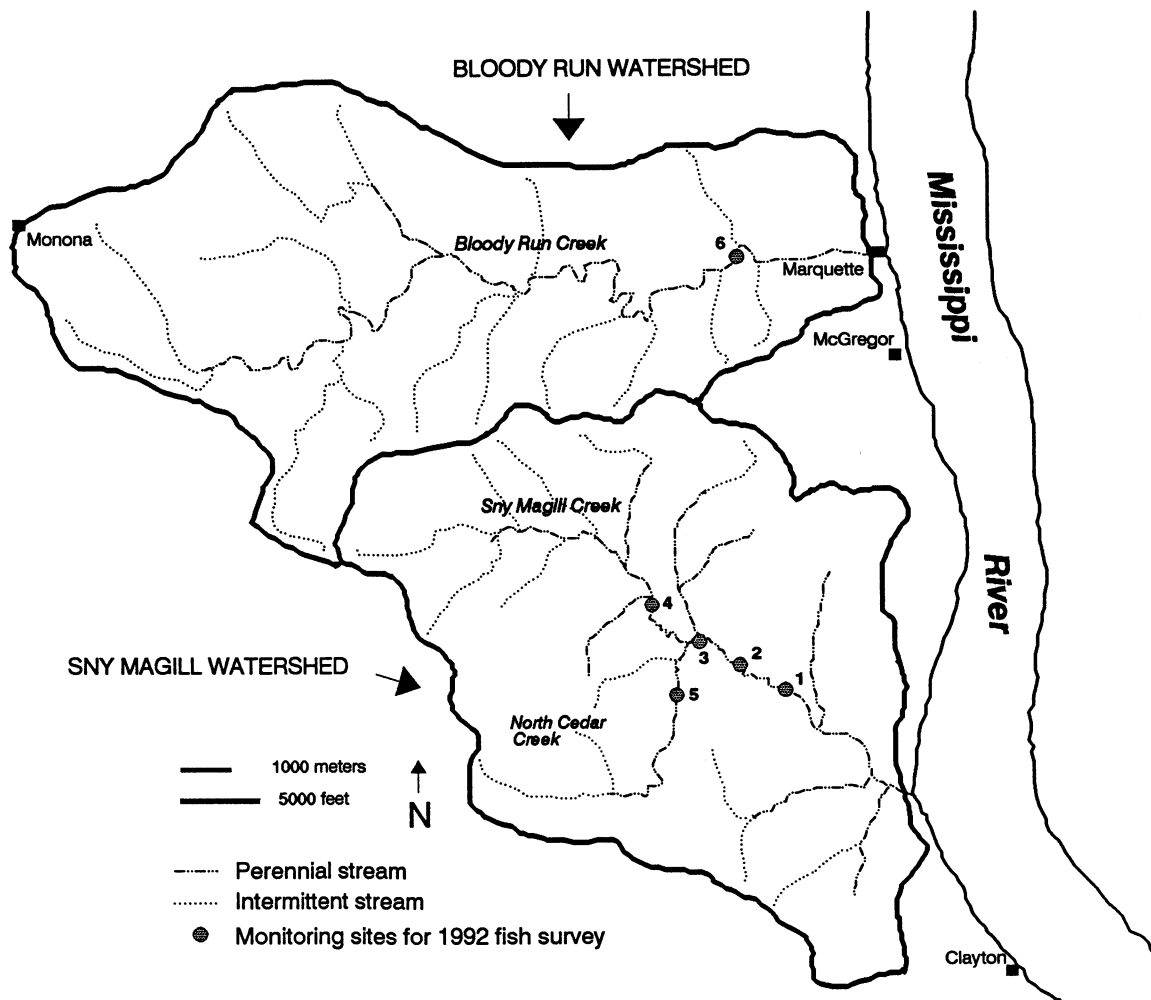 BLOODY RUN WATERSHED
Mississippi
Monona
Bloody Run Creek
6
Marquette
McGregor
Sny Magill Creek
River
4
3
2
1
5
SNY MAGILL WATERSHED
North Cedar
Creek
1000 meters
5000 feet
N
Perennial stream
Intermittent stream
Monitoring sites for 1992 fish survey
Clayton